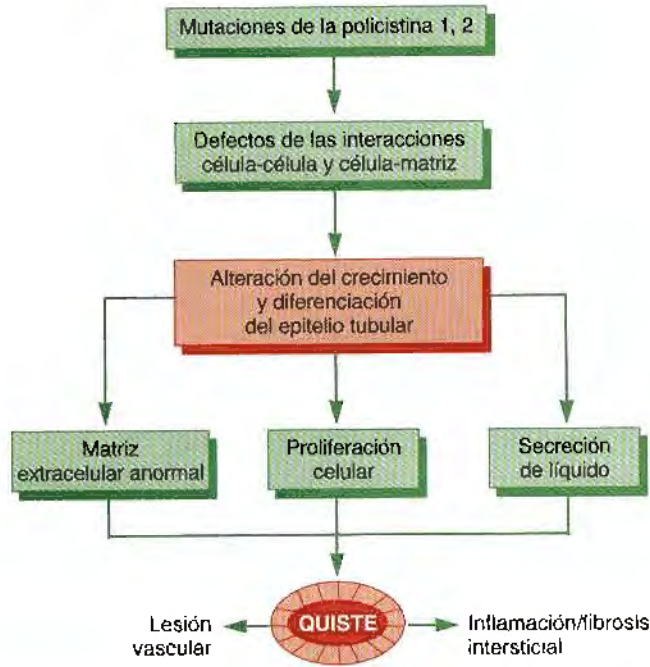 Mutaciones de la policistina 1, 2
Defectos de las interacciones
célula-célula y célula-matriz
Alteración del crecimiento
y diferenciación
del epitelio tubular
Matriz
extracelular anormal
Proliferación
celular
Secreción
de líquido
Lesión
vascular
QUISTE
Inflamación/fibrosis
intersticial